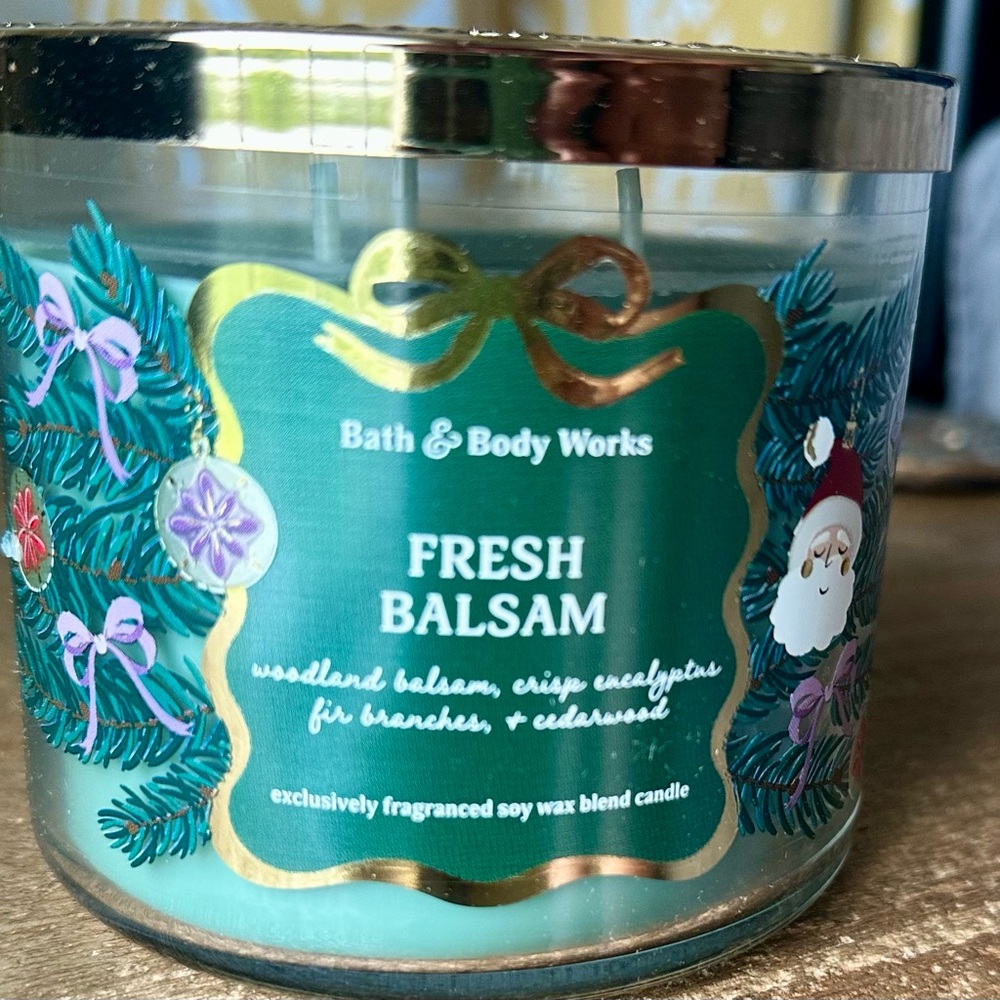 Bath & Body Works
FRESH
BALSAM
woodland balsam, crisp eucalyptus
fir branches, + cedarwood
exclusively fragranced soy wax blend candle